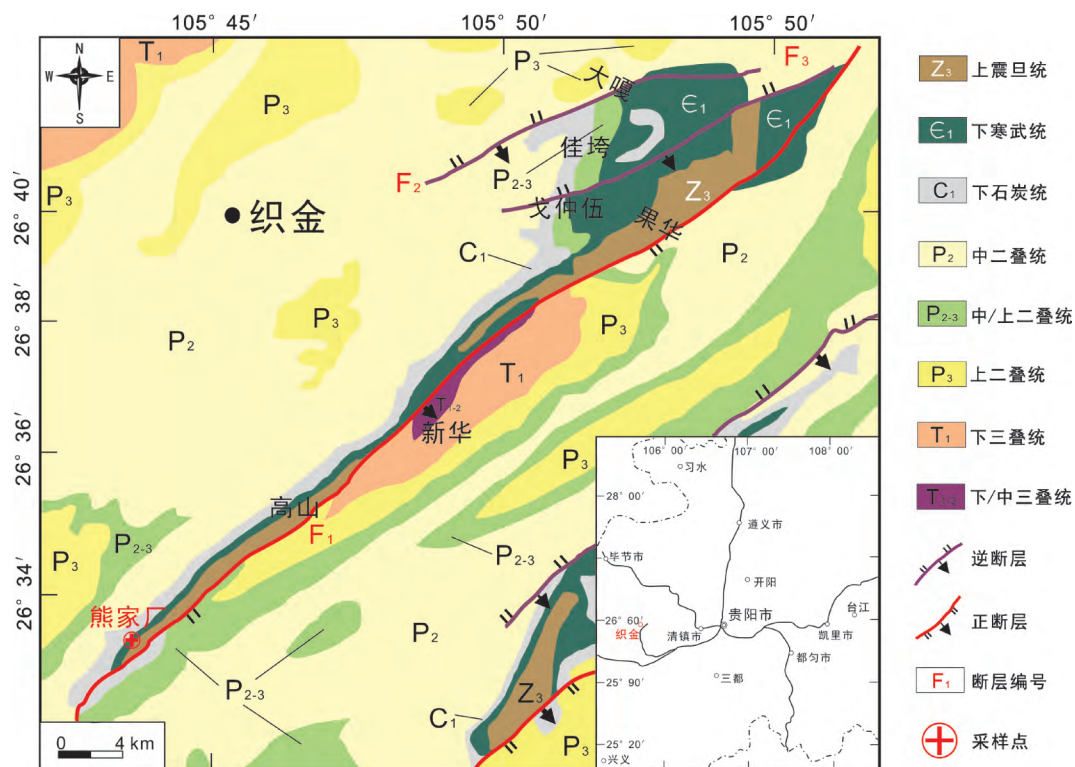 105° 45′
105° 50′
105° 50′
26° 40′
26° 38′
26° 36′
26° 34′
N
W E
S
T₁
P₃
P₃
F₃
大嘎
Є₁
Є₁
佳垮
P₂₋₃
F₂
P₃
织金
戈仲伍
Z₃
果华
C₁
P₂
P₃
P₃
P₂
T₁
T₁₋₂
新华
P₃
高山
F₁
P₂₋₃
P₂₋₃
P₃
熊家厂
P₂
P₂₋₃
Z₃
C₁
P₃
0 4 km
106° 00′
107° 00′
108° 00′
习水
28° 00′
遵义市
毕节市
开阳
台江
26° 60′
贵阳市
织金
清镇市
凯里市
都匀市
25° 90′
三都
25° 20′
兴义
Z₃ 上震旦统
Є₁ 下寒武统
C₁ 下石炭统
P₂ 中二叠统
P₂₋₃ 中/上二叠统
P₃ 上二叠统
T₁ 下三叠统
T₁₋₂ 下/中三叠统
逆断层
正断层
F₁ 断层编号
采样点